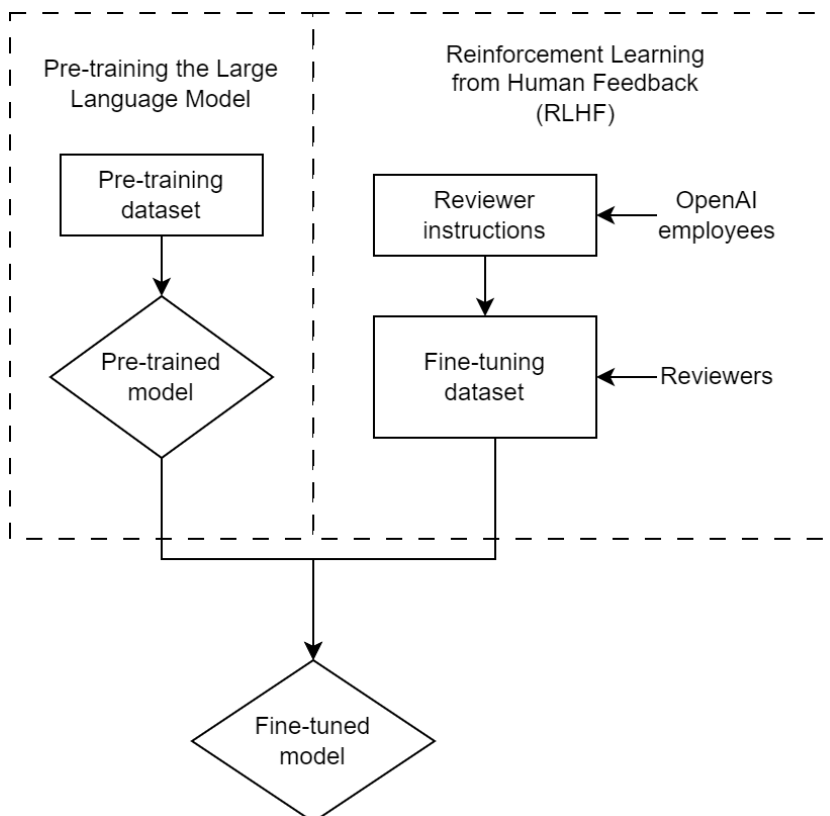 Pre-training the Large
Language Model
Reinforcement Learning
from Human Feedback
(RLHF)
Pre-training
dataset
Reviewer
instructions
OpenAI
employees
Pre-trained
model
Fine-tuning
dataset
Reviewers
Fine-tuned
model